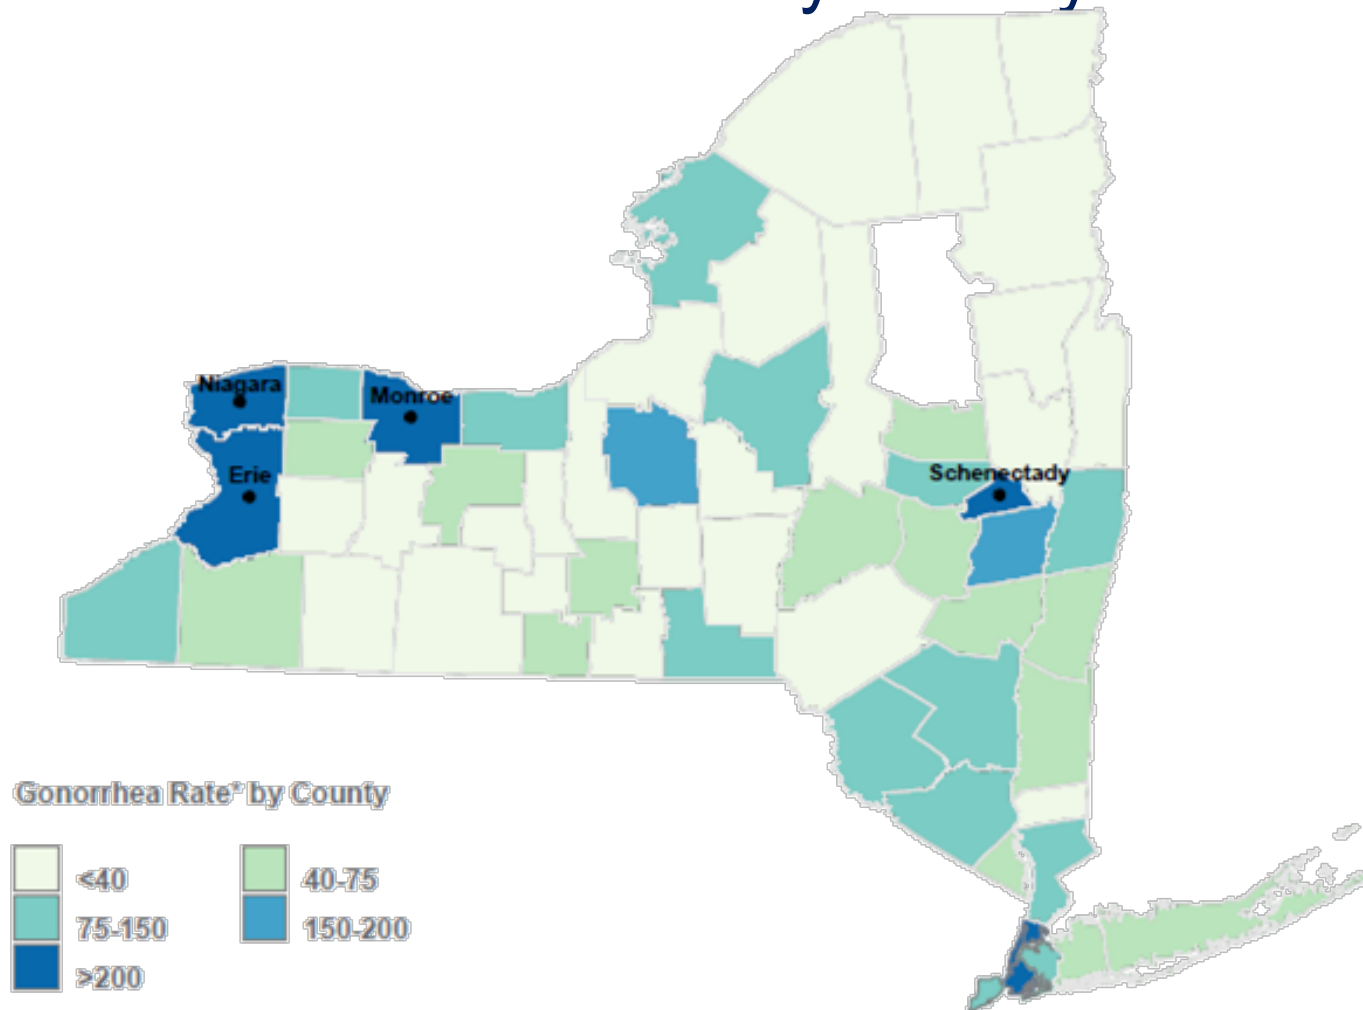 Niagara
Monroe
Erie
Schenectady
Gonorrhea Rate* by County
<40
40-75
75-150
150-200
>200